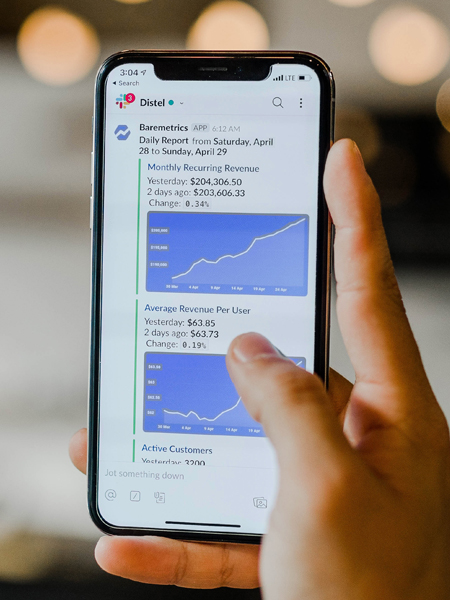 3:04
Search
LTE
3
Distel
Baremetrics APP 6:12 AM
Daily Report from Saturday, April
28 to Sunday, April 29
Monthly Recurring Revenue
Yesterday: $204,306.50
2 days ago: $203,606.33
Change: 0.34%
Average Revenue Per User
Yesterday: $63.85
2 days ago: $63.73
Change: 0.19%
Active Customers
Yesterday: 3200
Jot something down